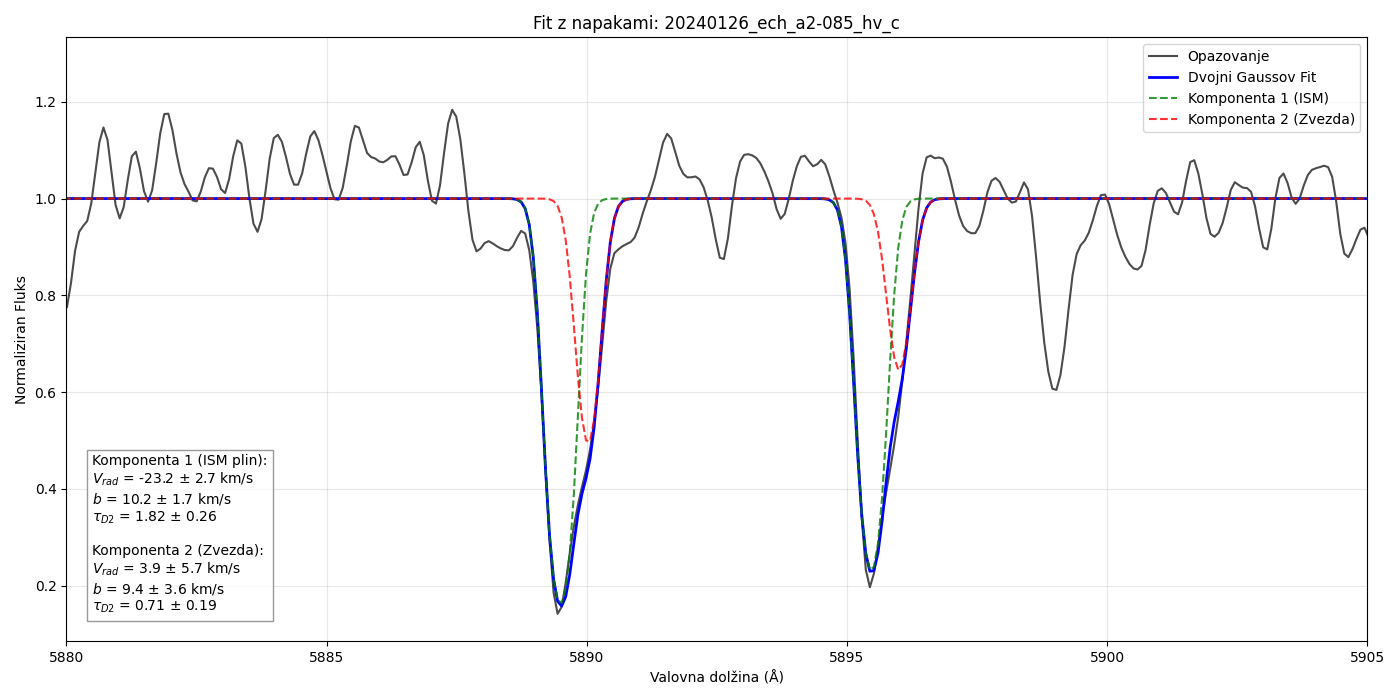 Fit z napakami: 20240126_ech_a2-085_hv_c
Normaliziran Fluks
1.2
1.0
0.8
0.6
0.4
0.2
Opazovanje
Dvojni Gaussov Fit
Komponenta 1 (ISM)
Komponenta 2 (Zvezda)
Komponenta 1 (ISM plin):
V_rad = -23.2 ± 2.7 km/s
b = 10.2 ± 1.7 km/s
τ_D2 = 1.82 ± 0.26
Komponenta 2 (Zvezda):
V_rad = 3.9 ± 5.7 km/s
b = 9.4 ± 3.6 km/s
τ_D2 = 0.71 ± 0.19
5880 5885 5890 5895 5900 5905
Valovna dolžina (Å)